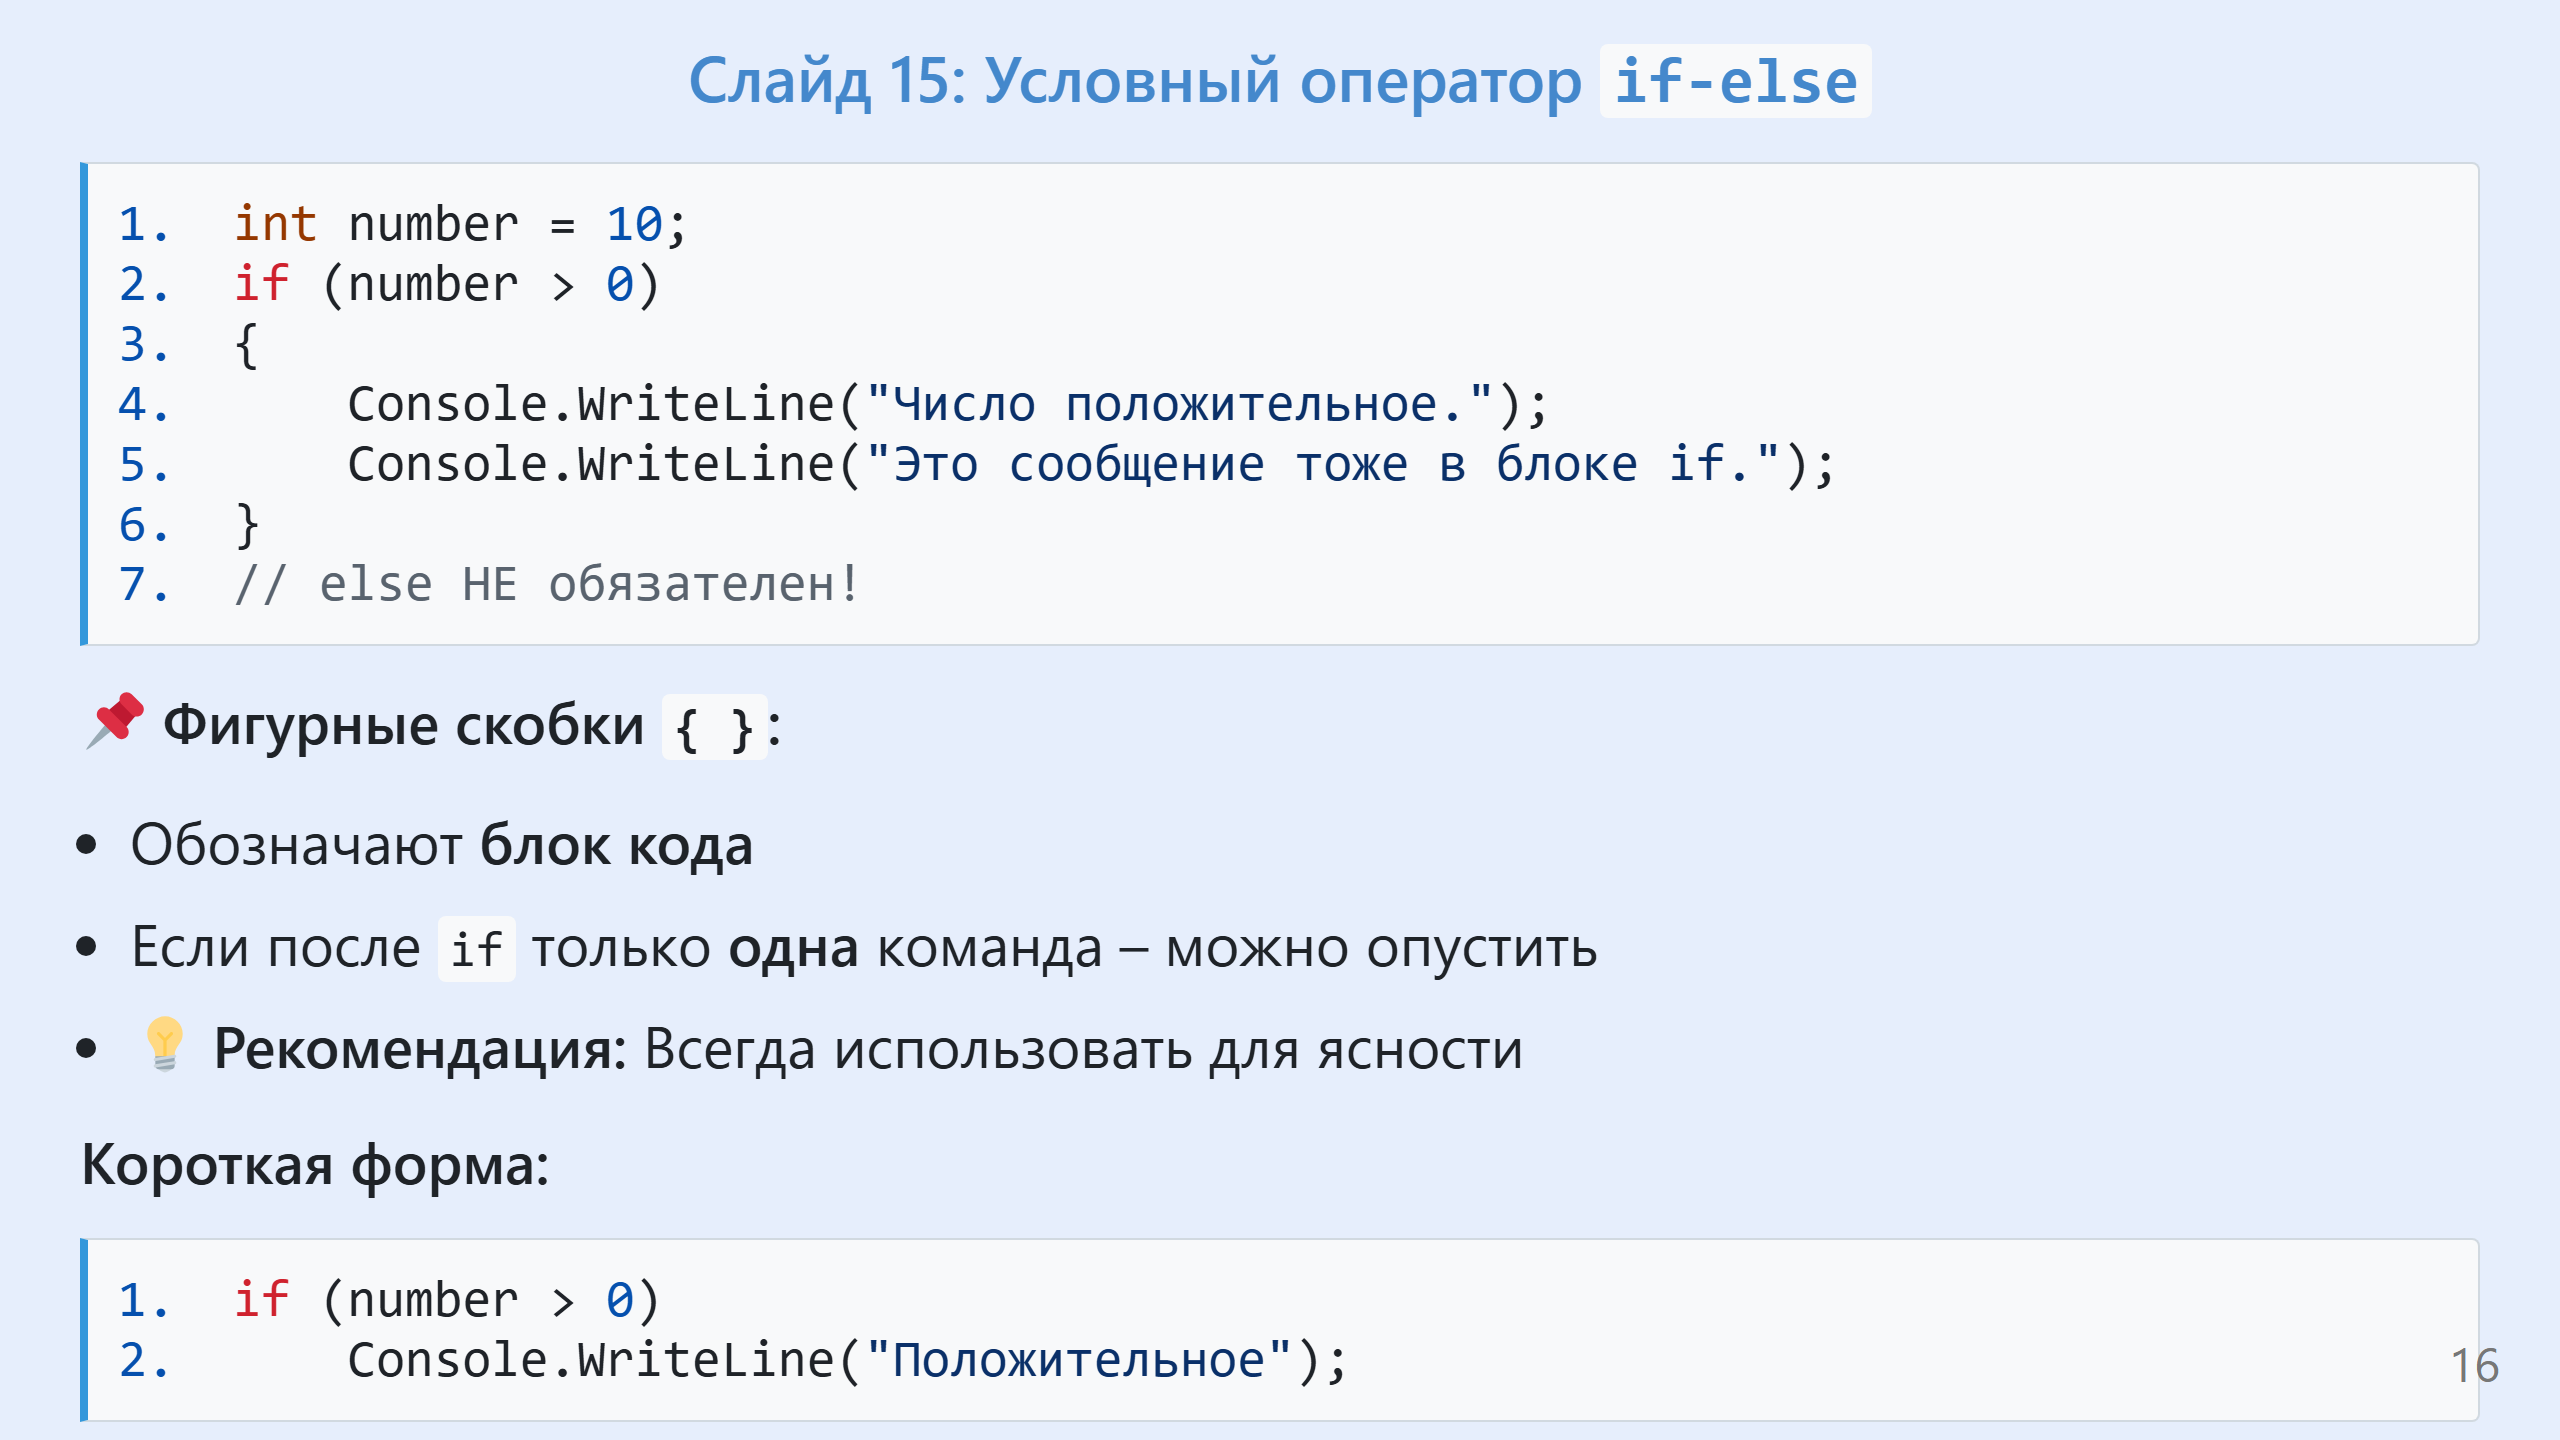 Слайд 15: Условный оператор if-else
1. int number = 10;
2. if (number > 0)
3. {
4.     Console.WriteLine("Число положительное.");
5.     Console.WriteLine("Это сообщение тоже в блоке if.");
6. }
7. // else НЕ обязателен!
📌 Фигурные скобки { }:
• Обозначают блок кода
• Если после if только одна команда – можно опустить
• 💡 Рекомендация: Всегда использовать для ясности
Короткая форма:
1. if (number > 0)
2.     Console.WriteLine("Положительное");
16